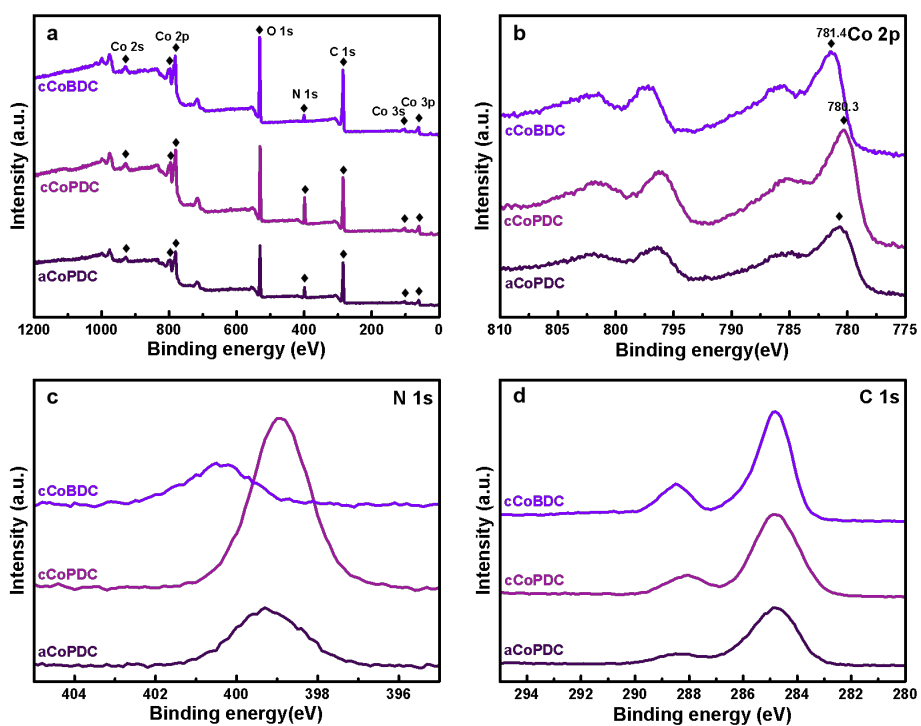 a
Co 2s
Co 2p
O 1s
C 1s
N 1s
Co 3s
Co 3p
cCoBDC
cCoPDC
aCoPDC
Intensity (a.u.)
1200 1000 800 600 400 200 0
Binding energy (eV)
b
781.4
Co 2p
780.3
cCoBDC
cCoPDC
aCoPDC
Intensity (a.u.)
810 805 800 795 790 785 780 775
Binding energy(eV)
c
N 1s
cCoBDC
cCoPDC
aCoPDC
Intensity (a.u.)
404 402 400 398 396
Binding energy(eV)
d
C 1s
cCoBDC
cCoPDC
aCoPDC
Intensity (a.u.)
294 292 290 288 286 284 282 280
Binding energy (eV)